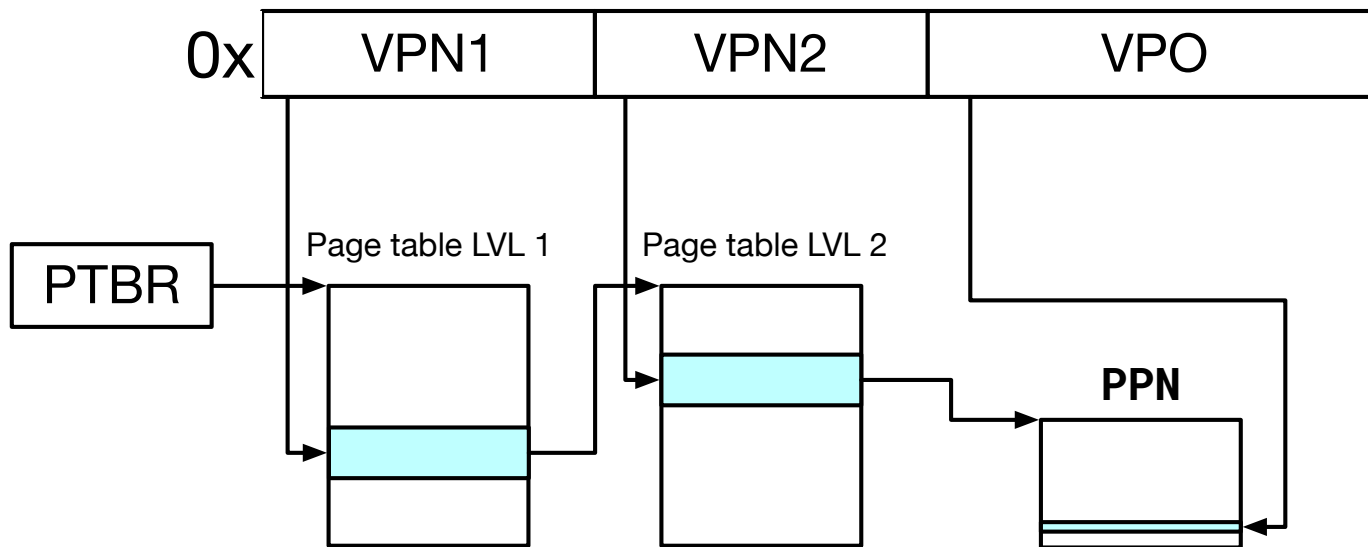 0x VPN1 VPN2 VPO
Page table LVL 1 Page table LVL 2
PTBR
PPN